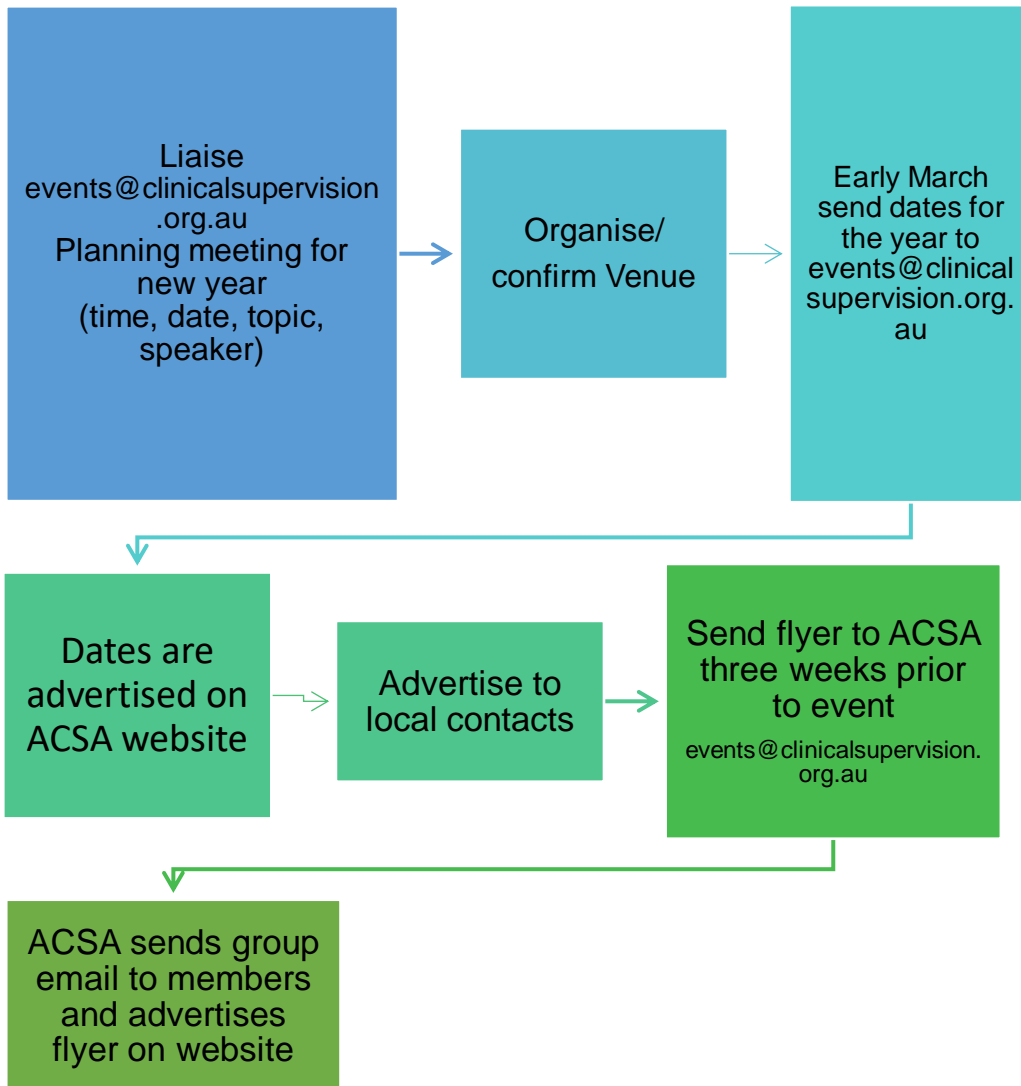 Liaise
events@clinicalsupervision
.org.au
Planning meeting for
new year
(time, date, topic,
speaker)
Organise/
confirm Venue
Early March
send dates for
the year to
events@clinical
supervision.org.
au
Dates are
advertised on
ACSA website
Advertise to
local contacts
Send flyer to ACSA
three weeks prior
to event
events@clinicalsupervision.
org.au
ACSA sends group
email to members
and advertises
flyer on website